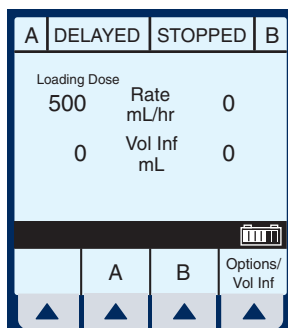 A DELAYED STOPPED B
Loading Dose
500 Rate mL/hr 0
0 Vol Inf mL 0
A B Options/ Vol Inf